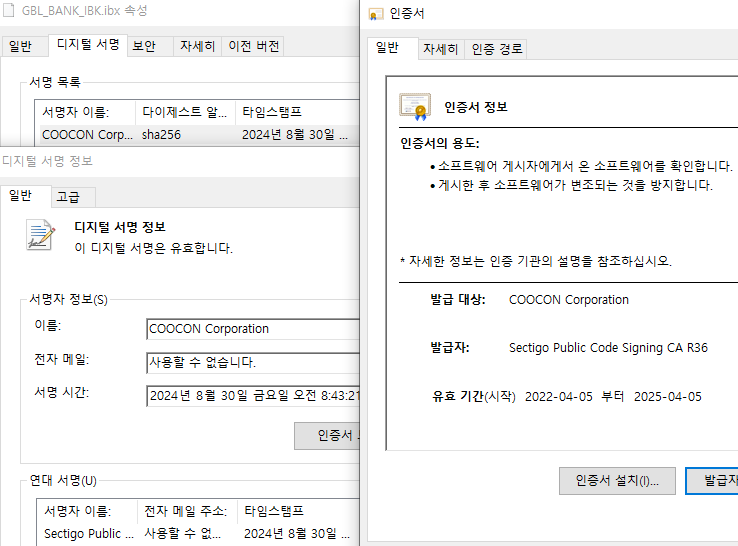 GBL_BANK_IBK.ibx 속성
일반 디지털 서명 보안 자세히 이전 버전
서명 목록
서명자 이름: 다이제스트 알... 타임스탬프
COOCON Corp... sha256 2024년 8월 30일 ...
디지털 서명 정보
일반 고급
디지털 서명 정보
이 디지털 서명은 유효합니다.
서명자 정보(S)
이름: COOCON Corporation
전자 메일: 사용할 수 없습니다.
서명 시간: 2024년 8월 30일 금요일 오전 8:43:21
인증서
연대 서명(U)
서명자 이름: 전자 메일 주소: 타임스탬프
Sectigo Public ... 사용할 수 없... 2024년 8월 30일 ...
인증서
일반 자세히 인증 경로
인증서 정보
인증서의 용도:
• 소프트웨어 게시자에게서 온 소프트웨어를 확인합니다.
• 게시한 후 소프트웨어가 변조되는 것을 방지합니다.
* 자세한 정보는 인증 기관의 설명을 참조하십시오.
발급 대상: COOCON Corporation
발급자: Sectigo Public Code Signing CA R36
유효 기간(시작) 2022-04-05 부터 2025-04-05
인증서 설치(I)... 발급자